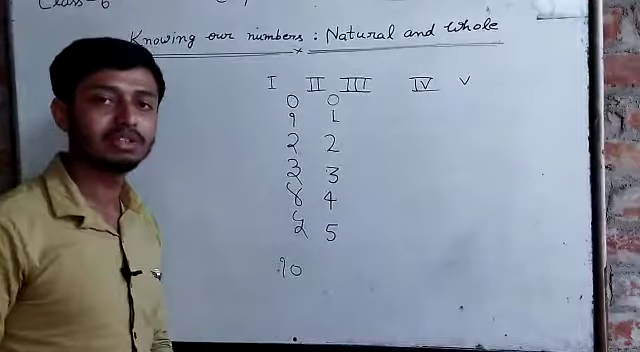 Class-6
Knowing our numbers : Natural and Whole
I II III IV V
० 0
१ 1
२ 2
३ 3
४ 4
५ 5
१०